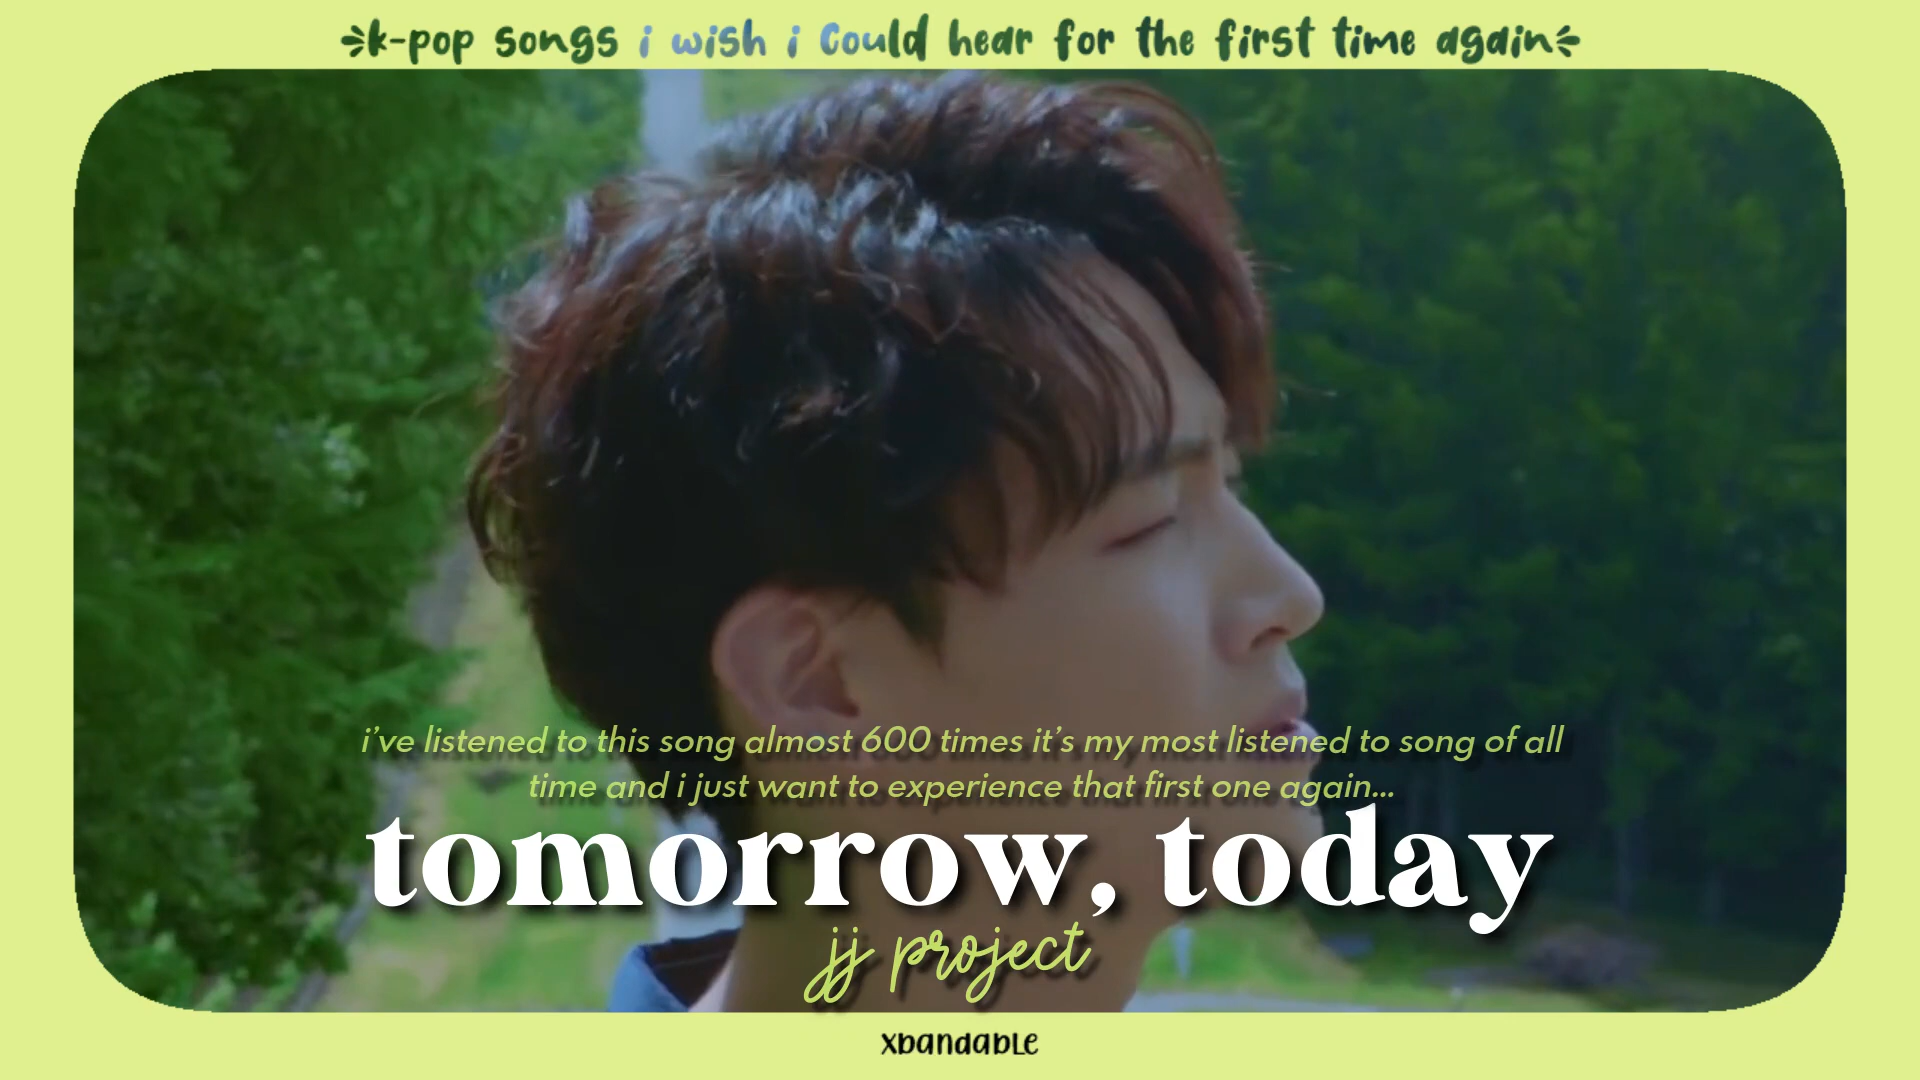 k-pop songs i wish i could hear for the first time again
i've listened to this song almost 600 times it's my most listened to song of all
time and i just want to experience that first one again...
tomorrow, today
jj project
xbandable